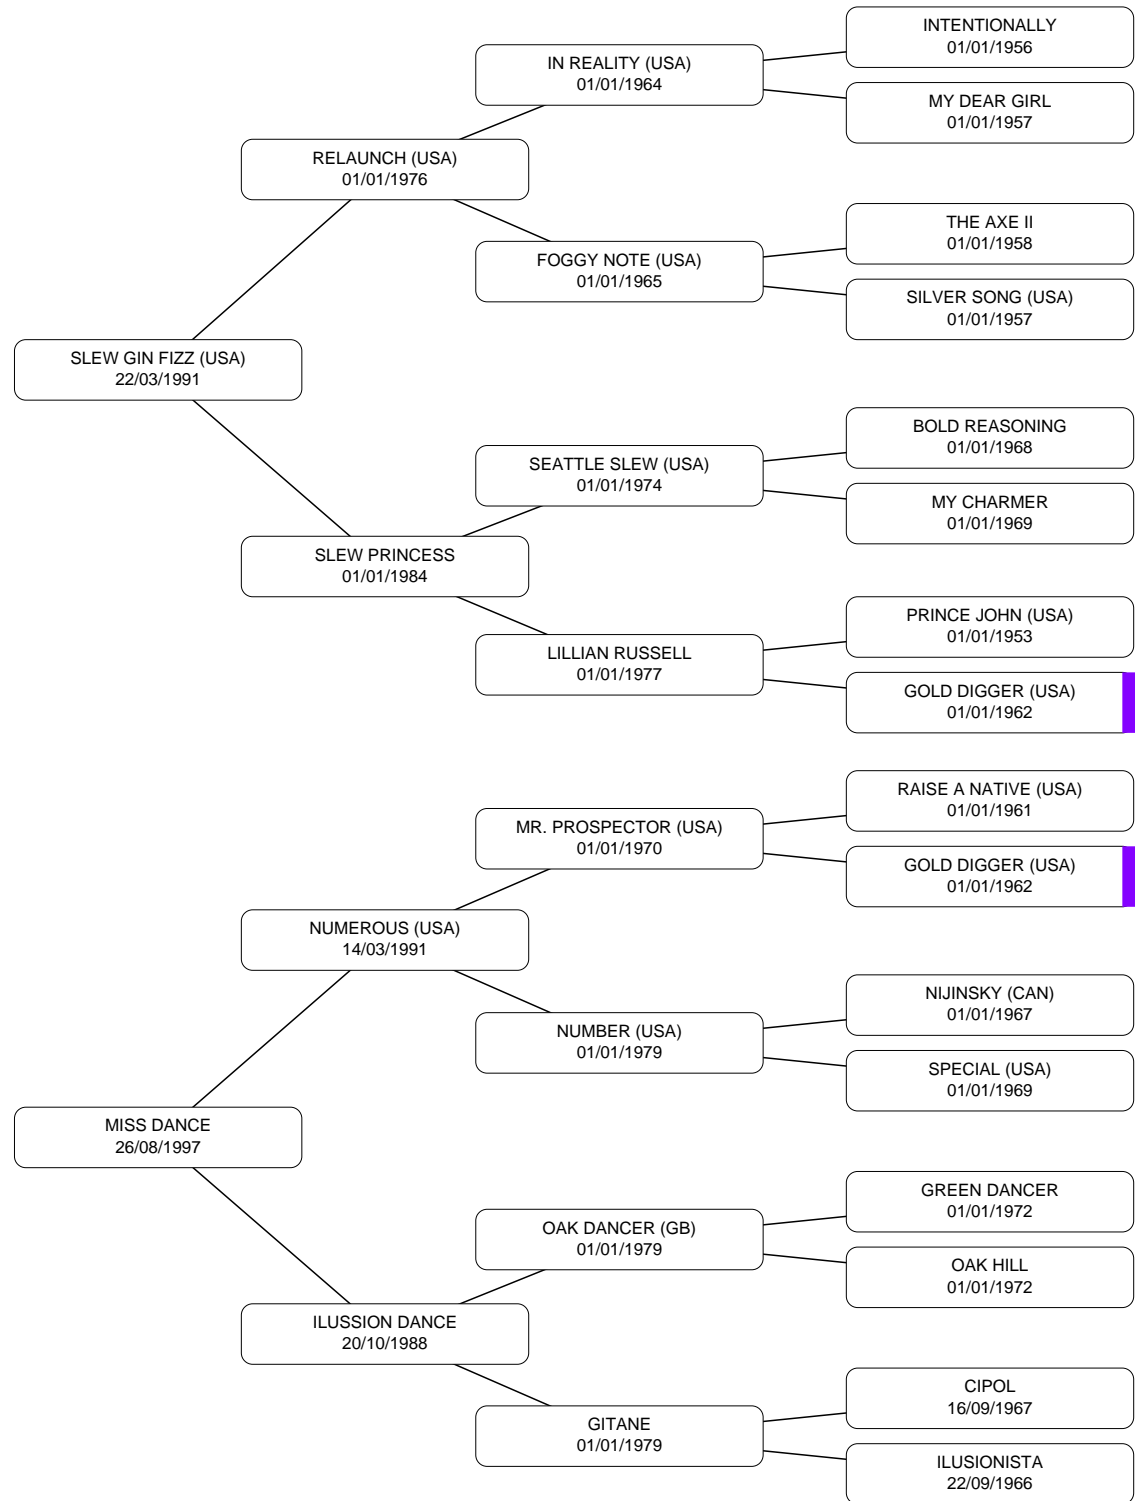 INTENTIONALLY
01/01/1956
IN REALITY (USA)
01/01/1964
MY DEAR GIRL
01/01/1957
RELAUNCH (USA)
01/01/1976
THE AXE II
01/01/1958
FOGGY NOTE (USA)
01/01/1965
SILVER SONG (USA)
01/01/1957
SLEW GIN FIZZ (USA)
22/03/1991
BOLD REASONING
01/01/1968
SEATTLE SLEW (USA)
01/01/1974
MY CHARMER
01/01/1969
SLEW PRINCESS
01/01/1984
PRINCE JOHN (USA)
01/01/1953
LILLIAN RUSSELL
01/01/1977
GOLD DIGGER (USA)
01/01/1962
RAISE A NATIVE (USA)
01/01/1961
MR. PROSPECTOR (USA)
01/01/1970
GOLD DIGGER (USA)
01/01/1962
NUMEROUS (USA)
14/03/1991
NIJINSKY (CAN)
01/01/1967
NUMBER (USA)
01/01/1979
SPECIAL (USA)
01/01/1969
MISS DANCE
26/08/1997
GREEN DANCER
01/01/1972
OAK DANCER (GB)
01/01/1979
OAK HILL
01/01/1972
ILUSSION DANCE
20/10/1988
CIPOL
16/09/1967
GITANE
01/01/1979
ILUSIONISTA
22/09/1966